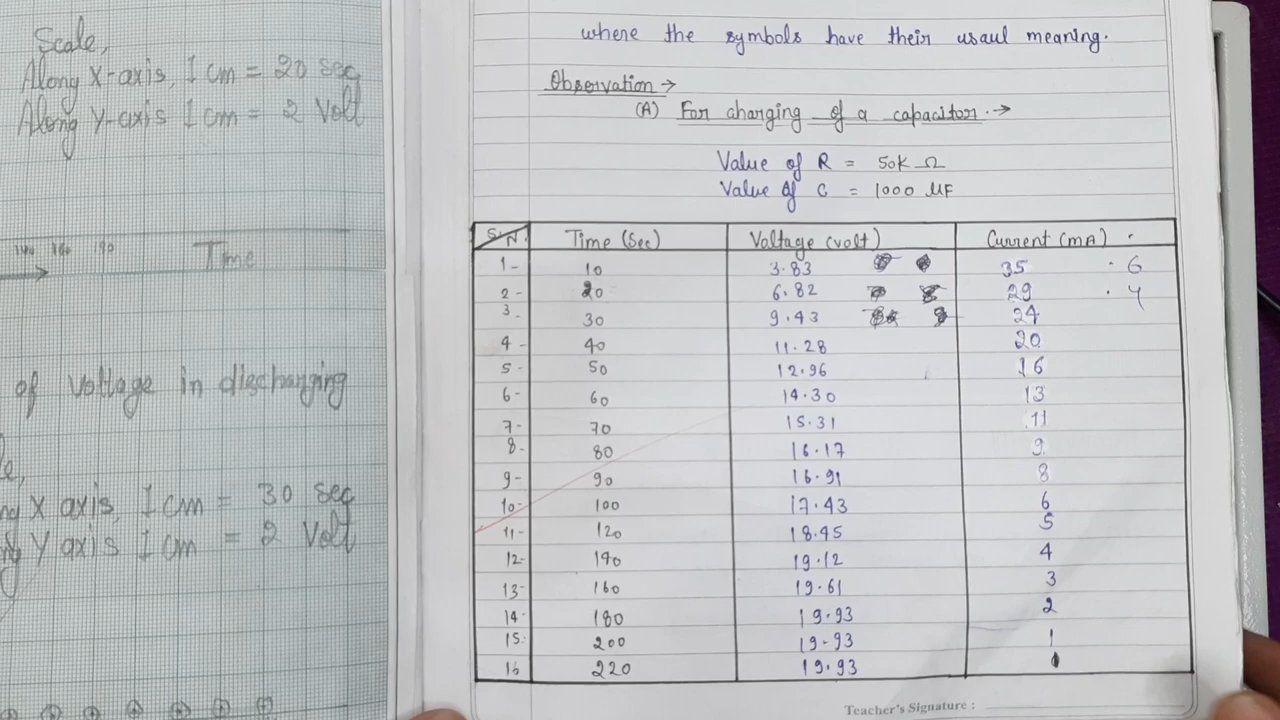 Scale,
Along X-axis, 1 cm = 20 sec
Along Y-axis 1 cm = 2 Volt
Time
of voltage in discharging
X axis, 1 cm = 30 sec
Y axis 1 cm = 2 Volt
where the symbols have their usaul meaning.
Observation →
(A) For charging of a capacitor. →
Value of R = 50K Ω
Value of C = 1000 μF
S.N. Time (Sec) Voltage (volt) Current (mA)
1- 10 3.83 35 . 6
2- 20 6.82 29 . 4
3- 30 9.43 24
4- 40 11.28 20
5- 50 12.96 16
6- 60 14.30 13
7- 70 15.31 11
8- 80 16.17 9
9- 90 16.91 8
10- 100 17.43 6
11- 120 18.45 5
12- 140 19.12 4
13- 160 19.61 3
14- 180 19.93 2
15- 200 19.93 1
16 220 19.93
Teacher's Signature :